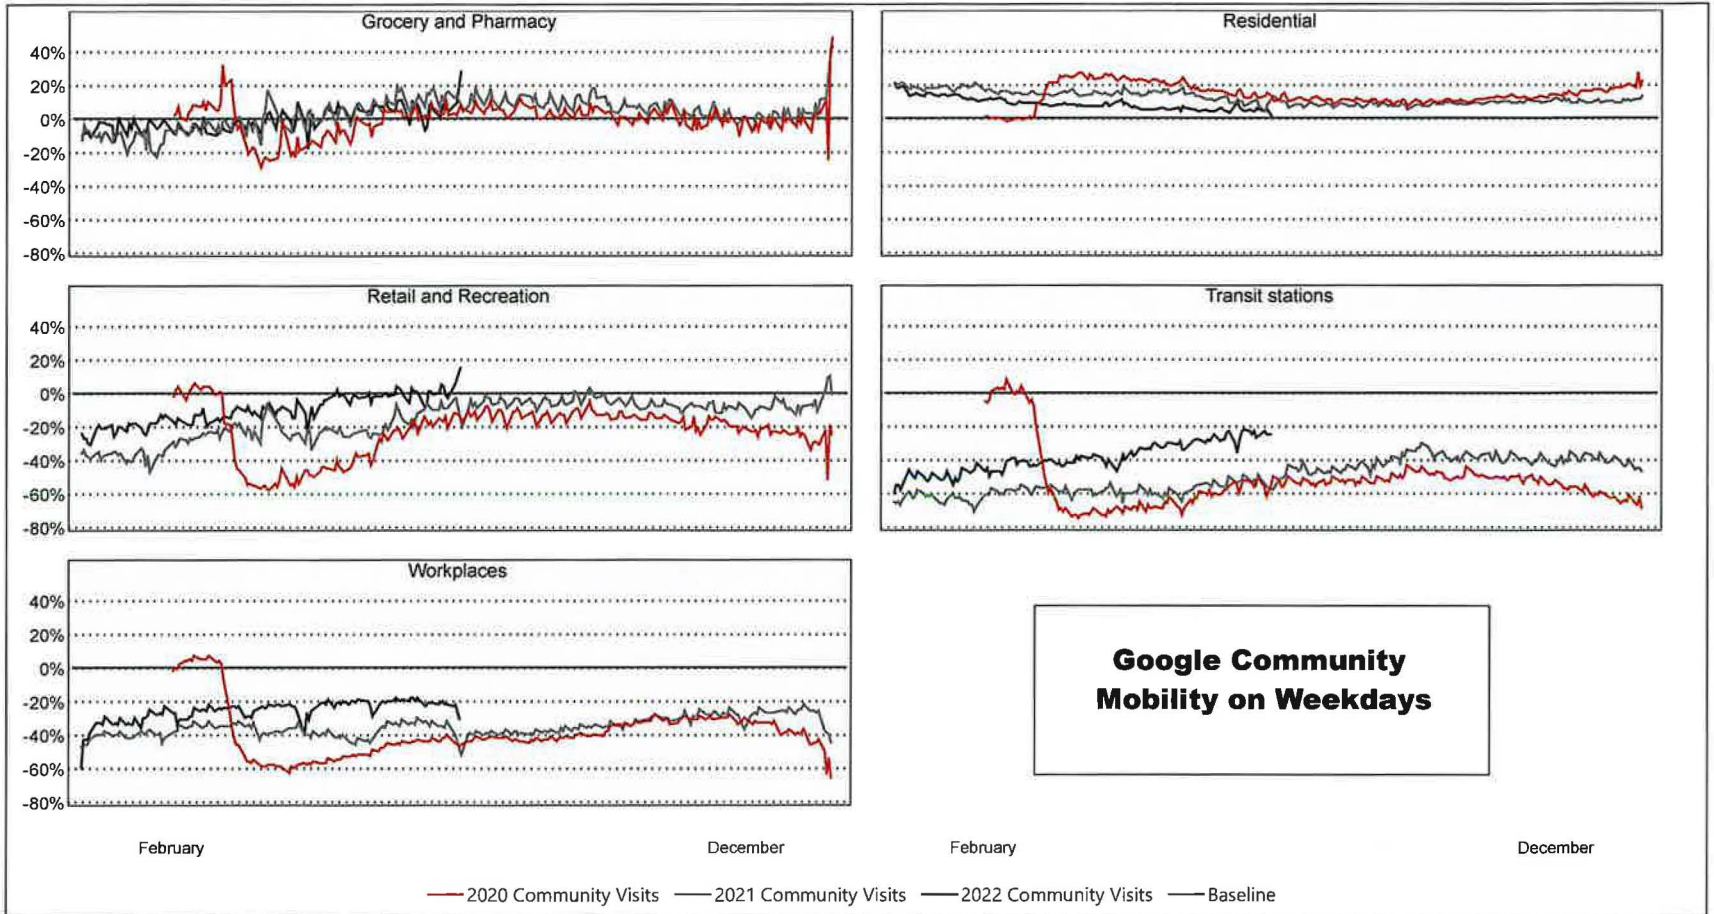 Grocery and Pharmacy
40%
20%
0%
-20%
-40%
-60%
-80%
Residential
Retail and Recreation
40%
20%
0%
-20%
-40%
-60%
-80%
Transit stations
Workplaces
40%
20%
0%
-20%
-40%
-60%
-80%
Google Community
Mobility on Weekdays
February December February December
2020 Community Visits 2021 Community Visits 2022 Community Visits Baseline